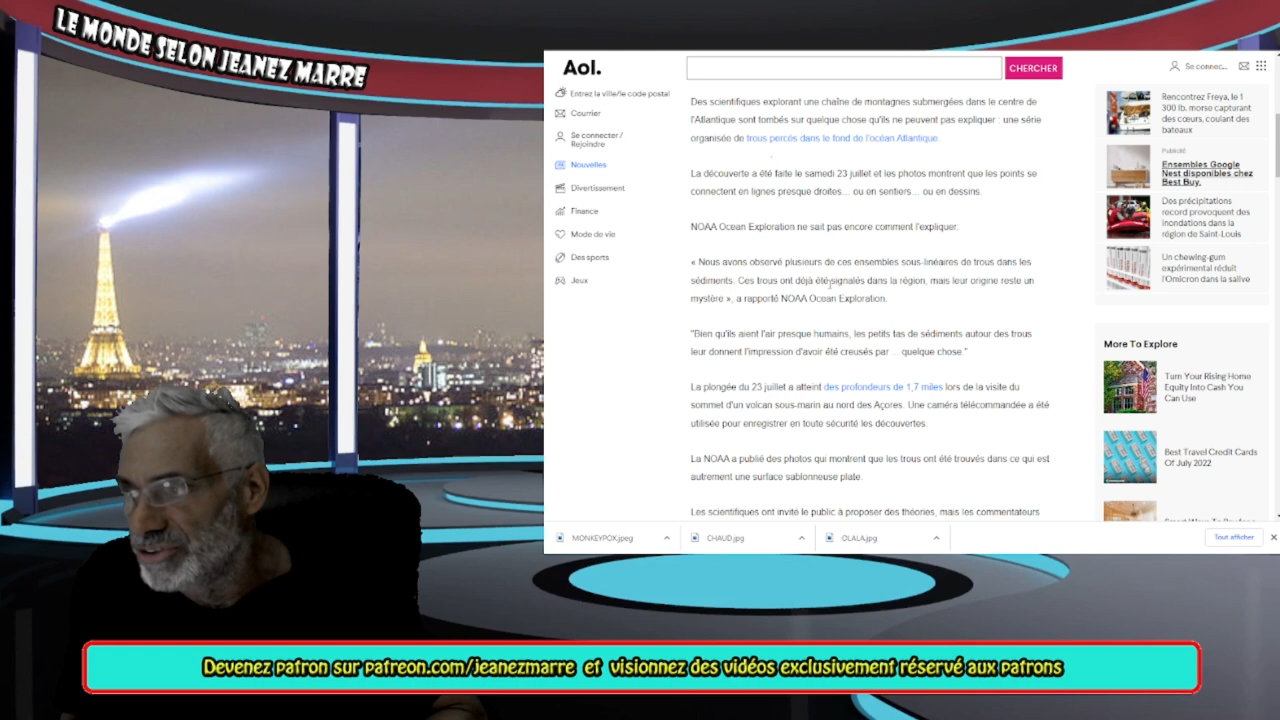 LE MONDE SELON JEANEZ MARRE
Aol.
CHERCHER
Se connec...
Entrez la ville/le code postal
Courrier
Se connecter /
Rejoindre
Nouvelles
Divertissement
Finance
Mode de vie
Des sports
Jeux
Des scientifiques explorant une chaîne de montagnes submergées dans le centre de
l'Atlantique sont tombés sur quelque chose qu'ils ne peuvent pas expliquer : une série
organisée de trous percés dans le fond de l'océan Atlantique.
La découverte a été faite le samedi 23 juillet et les photos montrent que les points se
connectent en lignes presque droites... ou en sentiers... ou en dessins.
NOAA Ocean Exploration ne sait pas encore comment l'expliquer.
« Nous avons observé plusieurs de ces ensembles sous-linéaires de trous dans les
sédiments. Ces trous ont déjà été signalés dans la région, mais leur origine reste un
mystère », a rapporté NOAA Ocean Exploration.
"Bien qu'ils aient l'air presque humains, les petits tas de sédiments autour des trous
leur donnent l'impression d'avoir été creusés par ... quelque chose "
La plongée du 23 juillet a atteint des profondeurs de 1,7 miles lors de la visite du
sommet d'un volcan sous-marin au nord des Açores. Une caméra télécommandée a été
utilisée pour enregistrer en toute sécurité les découvertes.
La NOAA a publié des photos qui montrent que les trous ont été trouvés dans ce qui est
autrement une surface sablonneuse plate.
Les scientifiques ont invité le public à proposer des théories, mais les commentateurs
Rencontrez Freya, le 1
300 lb. morse capturant
des cœurs, coulant des
bateaux
Publicité
Ensembles Google
Nest disponibles chez
Best Buy.
Des précipitations
record provoquent des
inondations dans la
région de Saint-Louis
Un chewing-gum
expérimental réduit
l'Omicron dans la salive
More To Explore
Turn Your Rising Home
Equity Into Cash You
Can Use
Best Travel Credit Cards
Of July 2022
MONKEYPOX.jpeg
CHAUD.jpg
OLALA.jpg
Tout afficher
Devenez patron sur patreon.com/jeanezmarre et visionnez des vidéos exclusivement réservé aux patrons